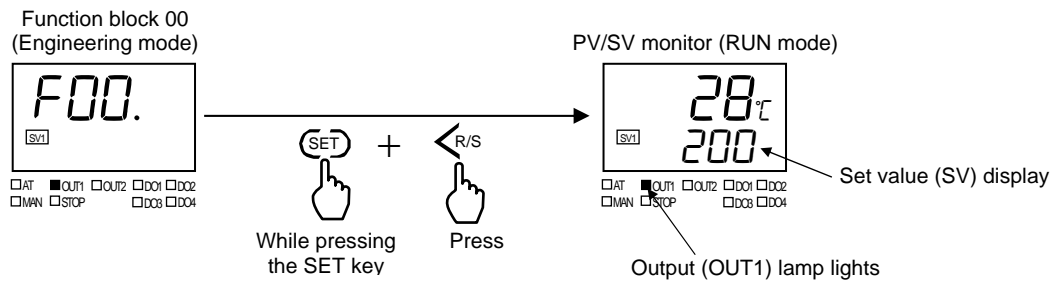 Function block 00
(Engineering mode)
F00.
SV1
AT OUT1 OUT2 DO1 DO2
MAN STOP DO3 DO4
SET + R/S
While pressing
the SET key
Press
PV/SV monitor (RUN mode)
28°C
SV1
200
Set value (SV) display
AT OUT1 OUT2 DO1 DO2
MAN STOP DO3 DO4
Output (OUT1) lamp lights